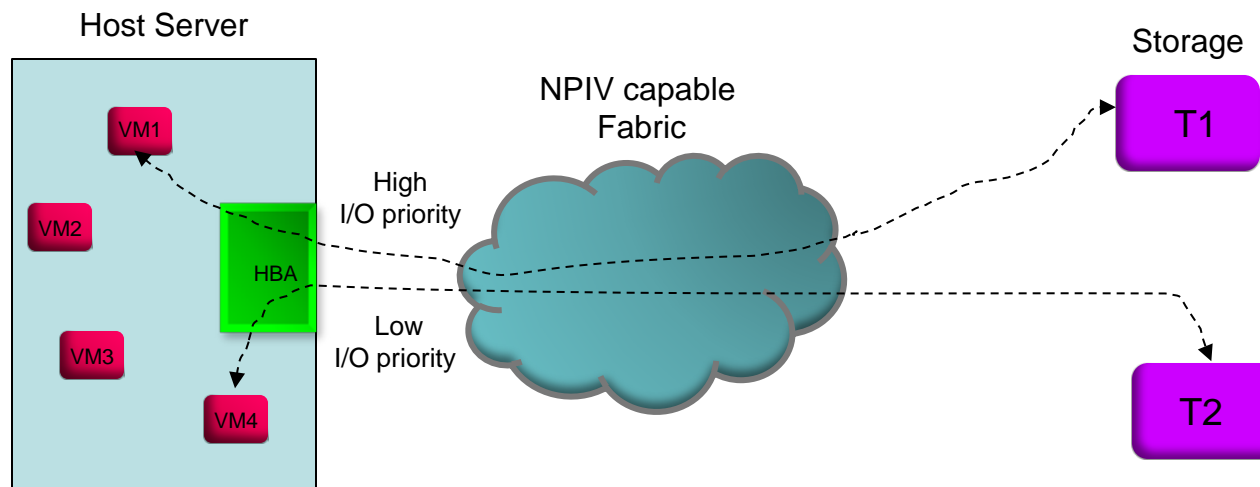 Host Server
Storage
NPIV capable
Fabric
VM1
T1
High
I/O priority
VM2
HBA
Low
I/O priority
VM3
VM4
T2